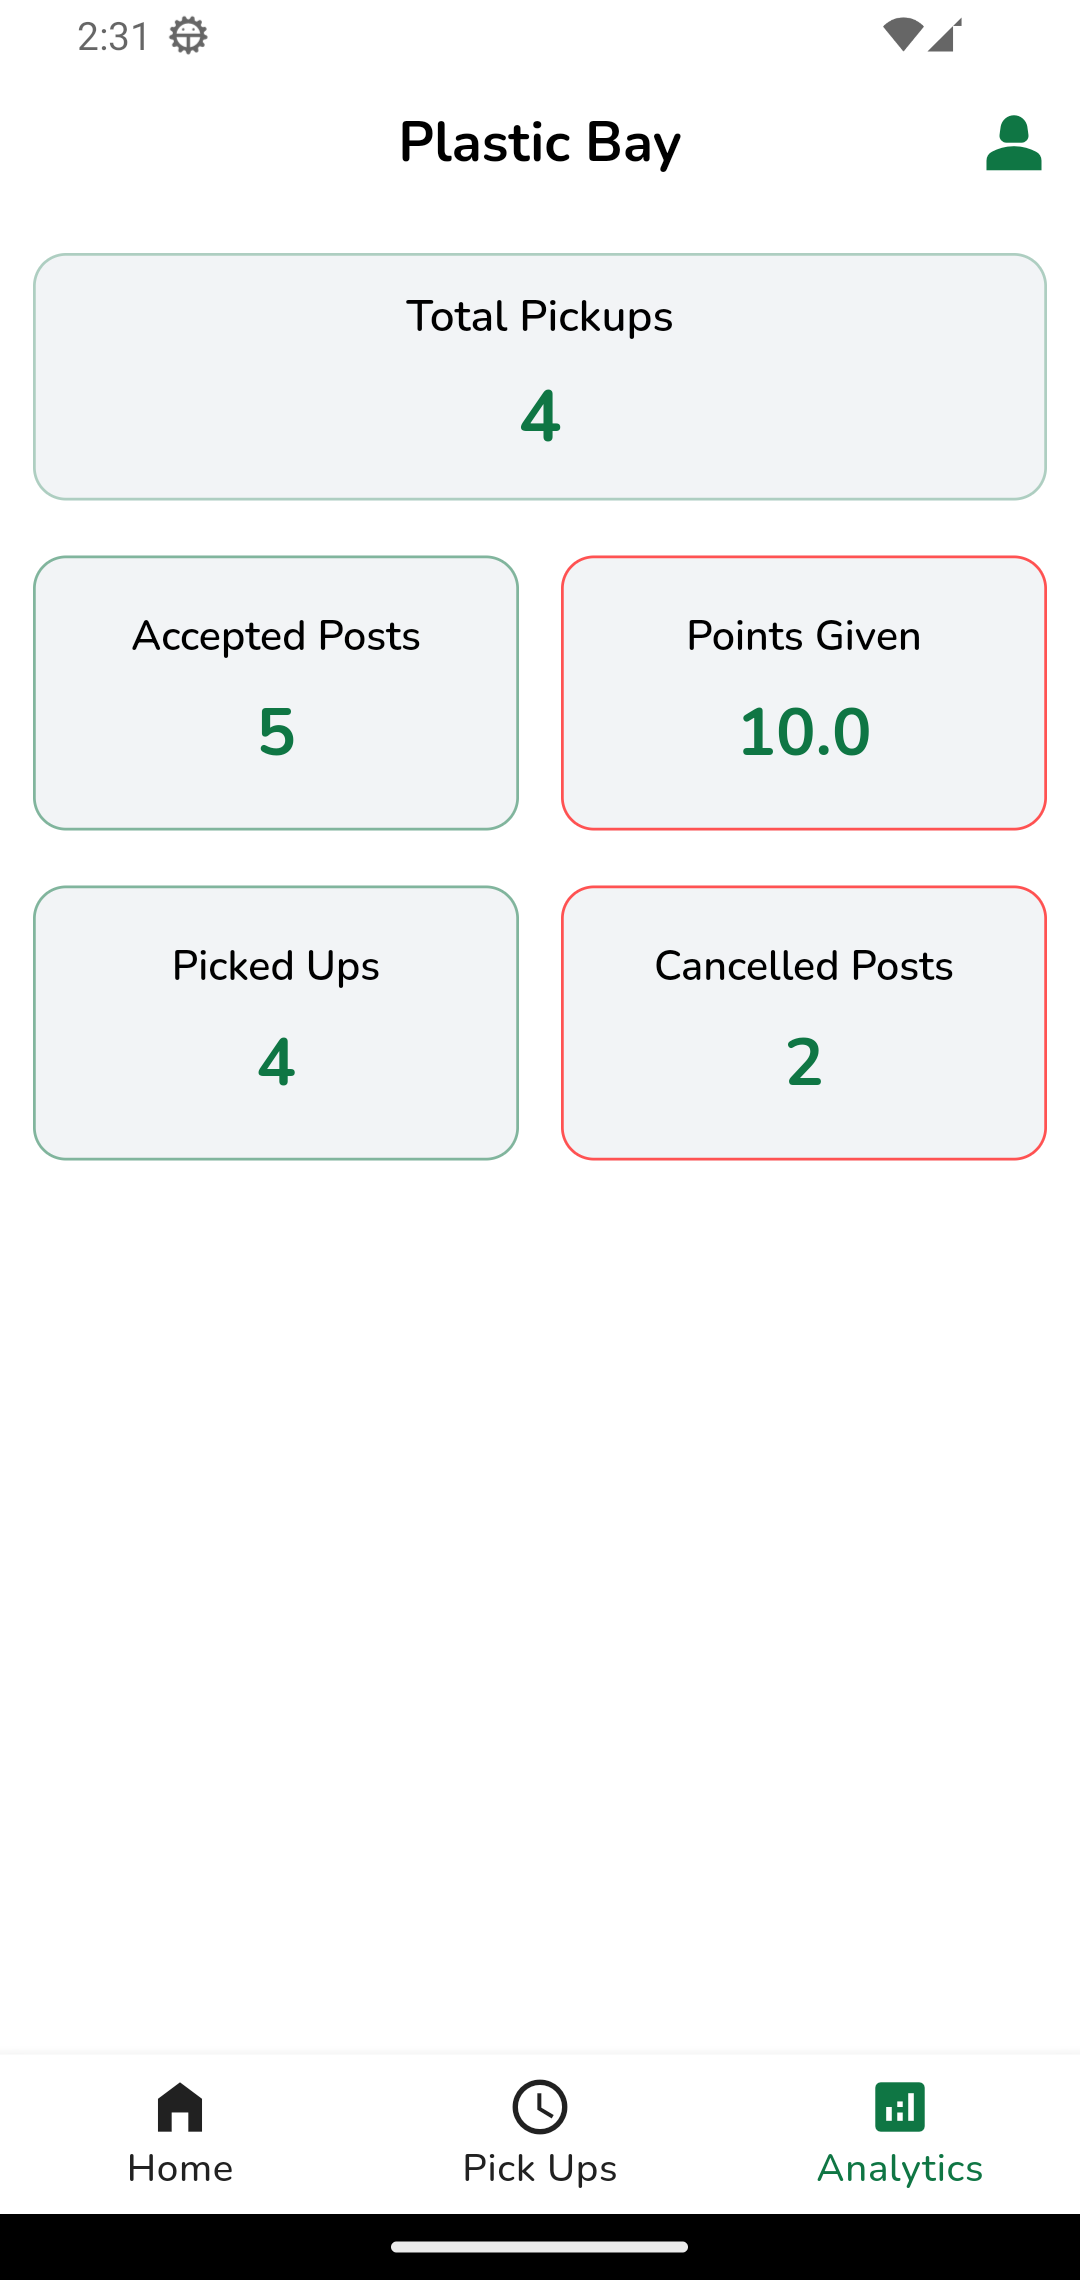 2:31
Plastic Bay
Total Pickups
4
Accepted Posts
5
Points Given
10.0
Picked Ups
4
Cancelled Posts
2
Home
Pick Ups
Analytics